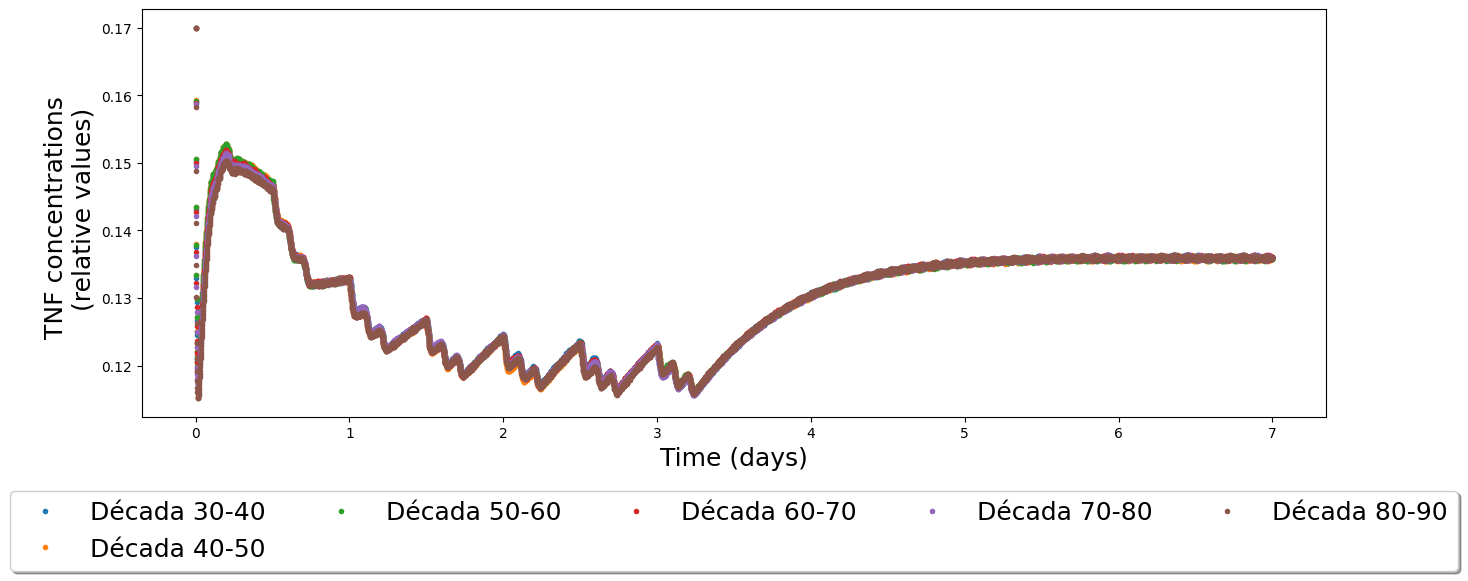 TNF concentrations
(relative values)
0.17
0.16
0.15
0.14
0.13
0.12
0 1 2 3 4 5 6 7
Time (days)
Década 30-40 Década 50-60 Década 60-70 Década 70-80 Década 80-90
Década 40-50